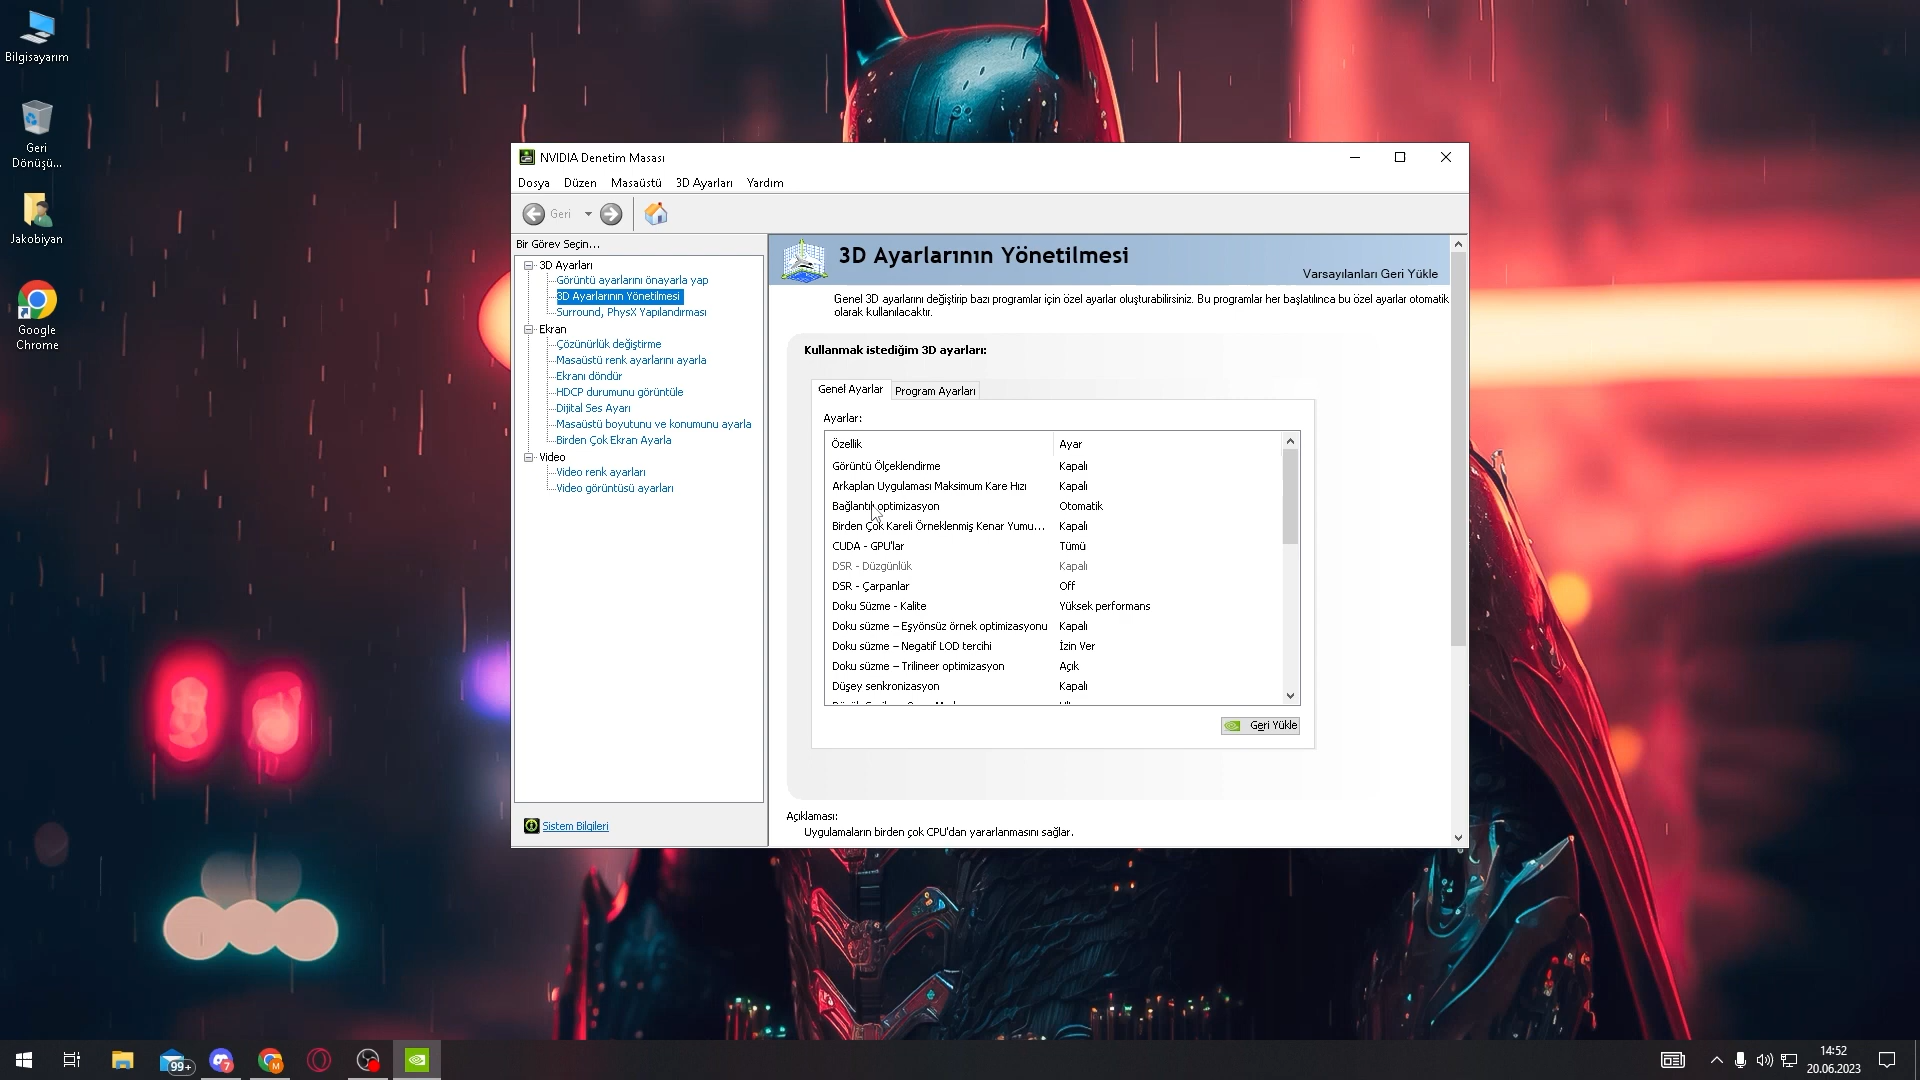 Bilgisayarım
Geri
Dönüşü...
Jakobiyan
Google
Chrome
NVIDIA Denetim Masası
Dosya Düzen Masaüstü 3D Ayarları Yardım
Geri
Bir Görev Seçin...
3D Ayarları
Görüntü ayarlarını önayarla yap
3D Ayarlarının Yönetilmesi
Surround, PhysX Yapılandırması
Ekran
Çözünürlük değiştirme
Masaüstü renk ayarlarını ayarla
Ekranı döndür
HDCP durumunu görüntüle
Dijital Ses Ayarı
Masaüstü boyutunu ve konumunu ayarla
Birden Çok Ekran Ayarla
Video
Video renk ayarları
Video görüntüsü ayarları
Sistem Bilgileri
3D Ayarlarının Yönetilmesi
Varsayılanları Geri Yükle
Genel 3D ayarlarını değiştirip bazı programlar için özel ayarlar oluşturabilirsiniz. Bu programlar her başlatılınca bu özel ayarlar otomatik
olarak kullanılacaktır.
Kullanmak istediğim 3D ayarları:
Genel Ayarlar Program Ayarları
Ayarlar:
Özellik Ayar
Görüntü Ölçeklendirme Kapalı
Arkaplan Uygulaması Maksimum Kare Hızı Kapalı
Bağlantılı optimizasyon Otomatik
Birden Çok Kareli Örneklenmiş Kenar Yumu... Kapalı
CUDA - GPU'lar Tümü
DSR - Düzgünlük Kapalı
DSR - Çarpanlar Off
Doku Süzme - Kalite Yüksek performans
Doku süzme – Eşyönsüz örnek optimizasyonu Kapalı
Doku süzme – Negatif LOD tercihi İzin Ver
Doku süzme – Trilineer optimizasyon Açık
Düşey senkronizasyon Kapalı
Geri Yükle
Açıklaması:
Uygulamaların birden çok CPU'dan yararlanmasını sağlar.
99+
7
M
14:52
20.06.2023